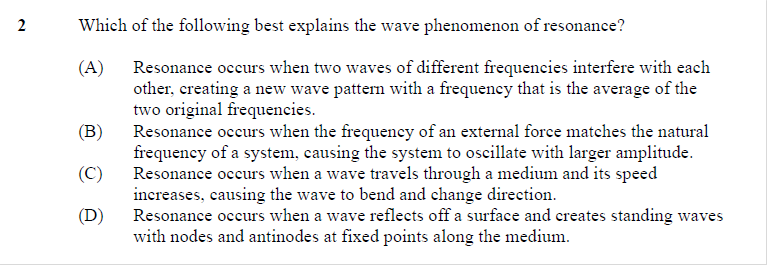 2 Which of the following best explains the wave phenomenon of resonance?
(A) Resonance occurs when two waves of different frequencies interfere with each
other, creating a new wave pattern with a frequency that is the average of the
two original frequencies.
(B) Resonance occurs when the frequency of an external force matches the natural
frequency of a system, causing the system to oscillate with larger amplitude.
(C) Resonance occurs when a wave travels through a medium and its speed
increases, causing the wave to bend and change direction.
(D) Resonance occurs when a wave reflects off a surface and creates standing waves
with nodes and antinodes at fixed points along the medium.